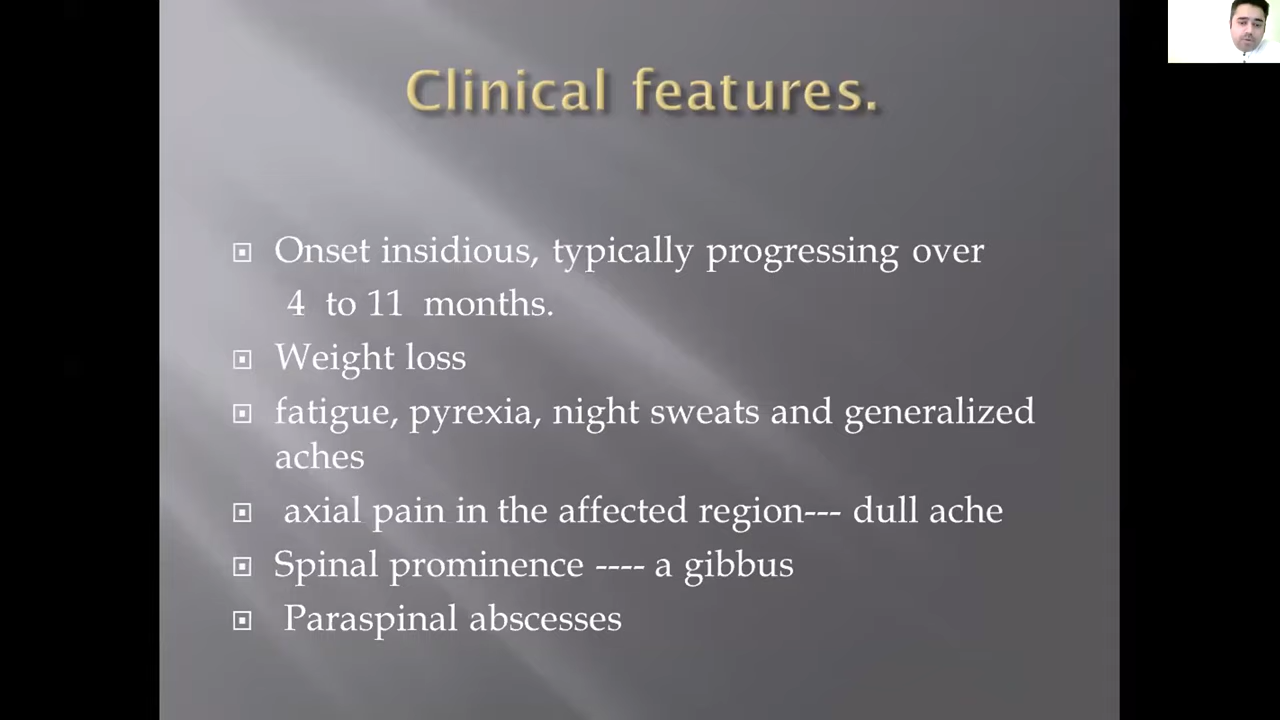 Clinical features.
Onset insidious, typically progressing over
4 to 11 months.
Weight loss
fatigue, pyrexia, night sweats and generalized
aches
axial pain in the affected region--- dull ache
Spinal prominence ---- a gibbus
Paraspinal abscesses